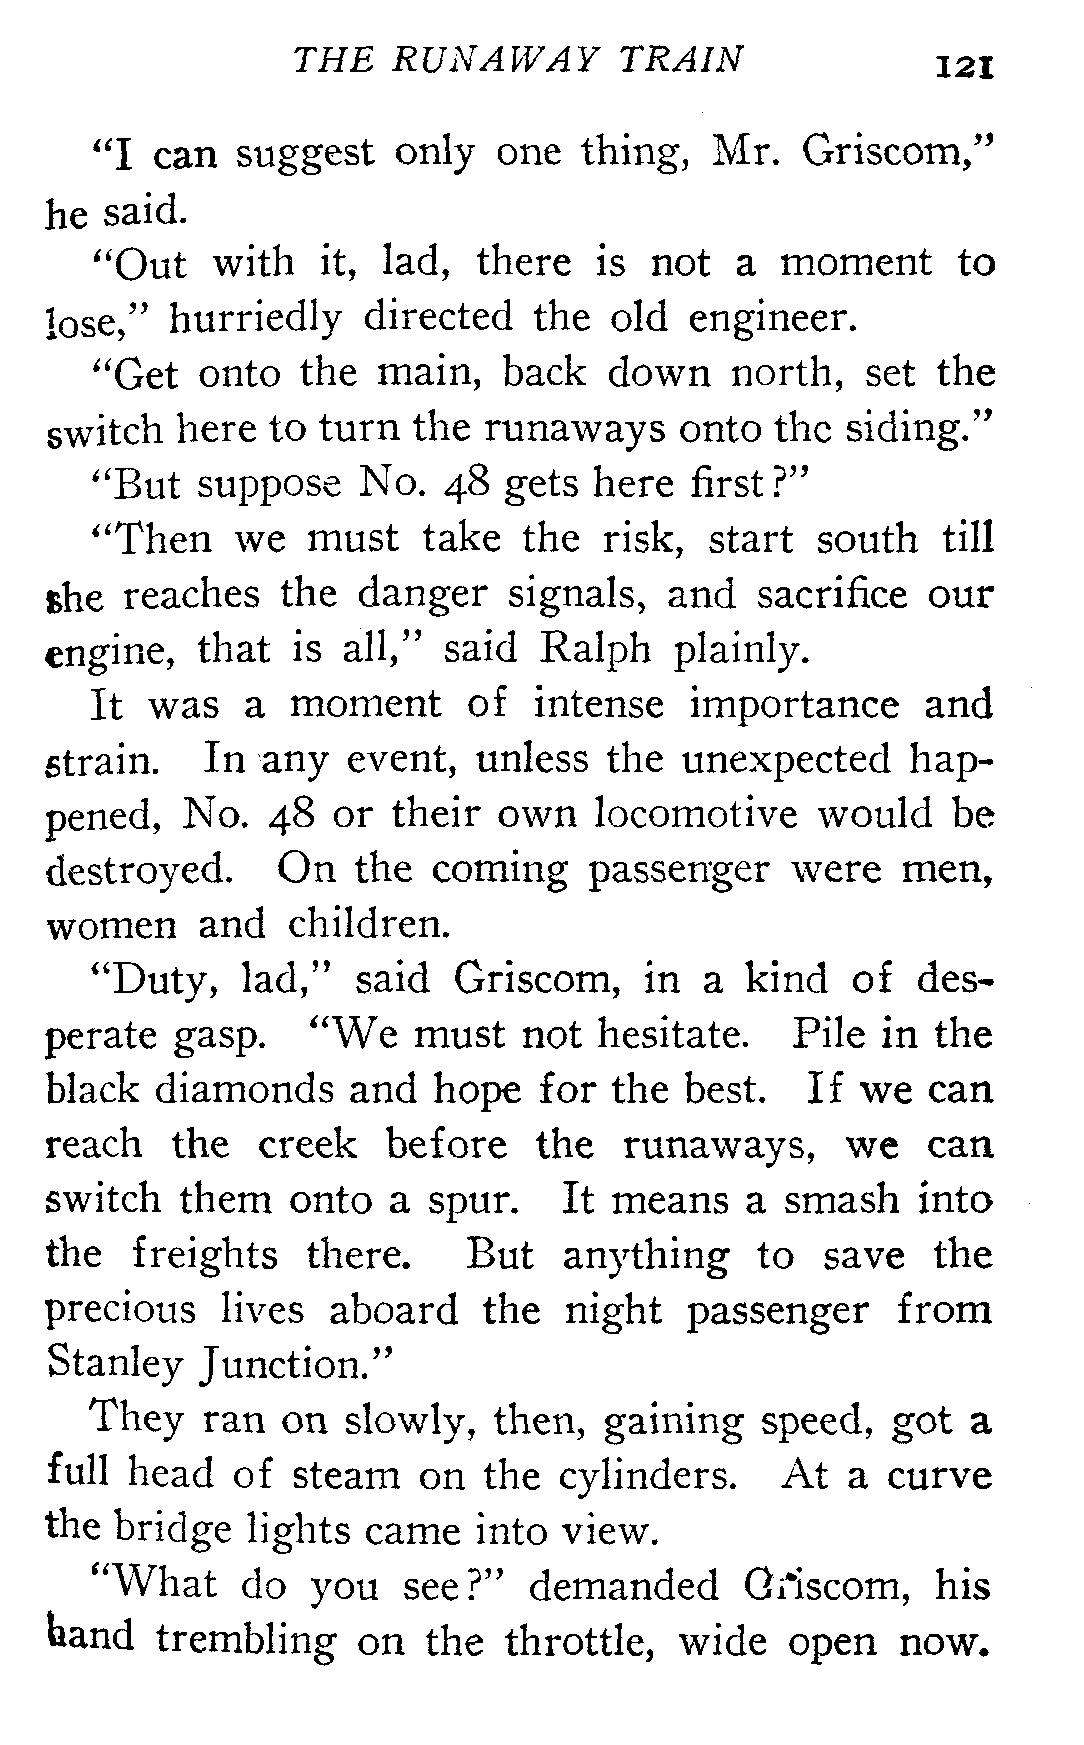 THE RUNAWAY TRAIN 121
"I can suggest only one thing, Mr. Griscom,"
he said.
"Out with it, lad, there is not a moment to
lose," hurriedly directed the old engineer.
"Get onto the main, back down north, set the
switch here to turn the runaways onto the siding."
"But suppose No. 48 gets here first?"
"Then we must take the risk, start south till
she reaches the danger signals, and sacrifice our
engine, that is all," said Ralph plainly.
It was a moment of intense importance and
strain. In any event, unless the unexpected hap-
pened, No. 48 or their own locomotive would be
destroyed. On the coming passenger were men,
women and children.
"Duty, lad," said Griscom, in a kind of des-
perate gasp. "We must not hesitate. Pile in the
black diamonds and hope for the best. If we can
reach the creek before the runaways, we can
switch them onto a spur. It means a smash into
the freights there. But anything to save the
precious lives aboard the night passenger from
Stanley Junction."
They ran on slowly, then, gaining speed, got a
full head of steam on the cylinders. At a curve
the bridge lights came into view.
"What do you see?" demanded Griscom, his
hand trembling on the throttle, wide open now.